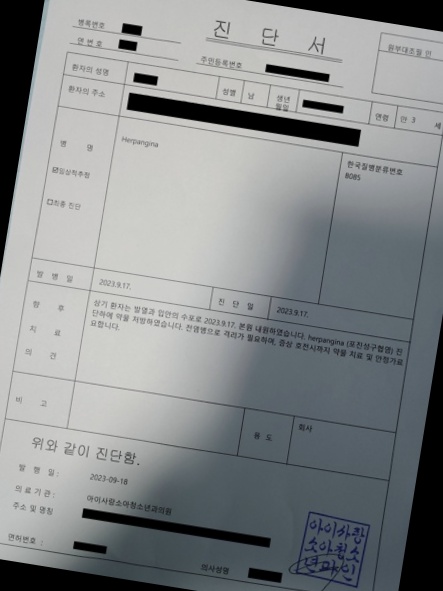 진 단 서
병록번호
연 번 호
주민등록번호
원부대조필 인
환자의 성명
성별 남 생년월일 연령 만 3 세
환자의 주소
병 명
☑임상적추정
☐최종 진단
Herpangina
한국질병분류번호
B085
발 병 일 2023.9.17. 진 단 일 2023.9.17.
향 후
치 료
의 견
상기 환자는 발열과 입안의 수포로 2023.9.17. 본원 내원하였습니다. herpangina (포진성구협염) 진
단하에 약물 처방하였습니다. 전염병으로 격리가 필요하며, 증상 호전시까지 약물 치료 및 안정가료
요합니다.
비 고
용 도 회사
위와 같이 진단함.
발 행 일: 2023-09-18
의료기관: 아이사랑소아청소년과의원
주소 및 명칭
면허번호 :
의사성명
아이사랑
소아청소
년과의원